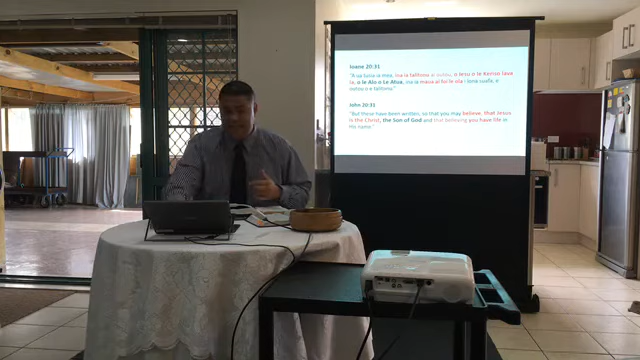 Ioane 20:31
"A ua tusia ia mea, ina ia faatuatua o outou, o Iesu o le Keriso lava
ia, o le Alo o le Atua, ina ia maua ai foi le ola i lona suafa, o
outou o e faatuatua."
John 20:31
"But these have been written, so that you may believe, that Jesus
is the Christ, the Son of God and that believing you have life in
His name."